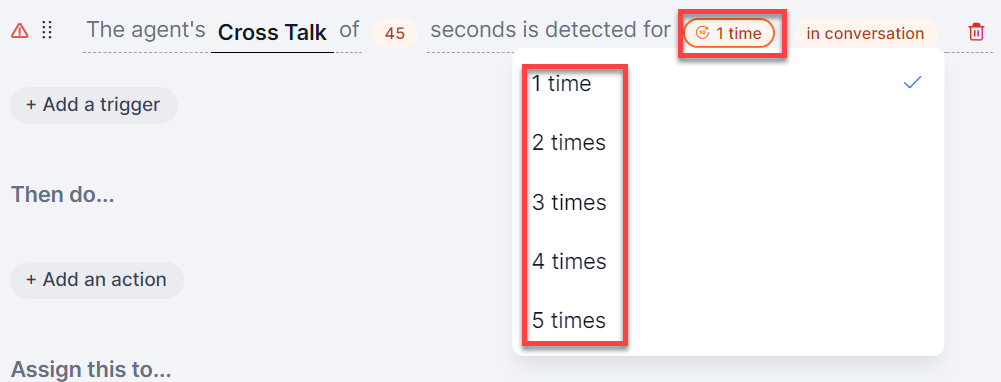 The agent's Cross Talk of 45 seconds is detected for 1 time in conversation
1 time
+ Add a trigger
2 times
Then do...
3 times
4 times
+ Add an action
5 times
Assign this to...